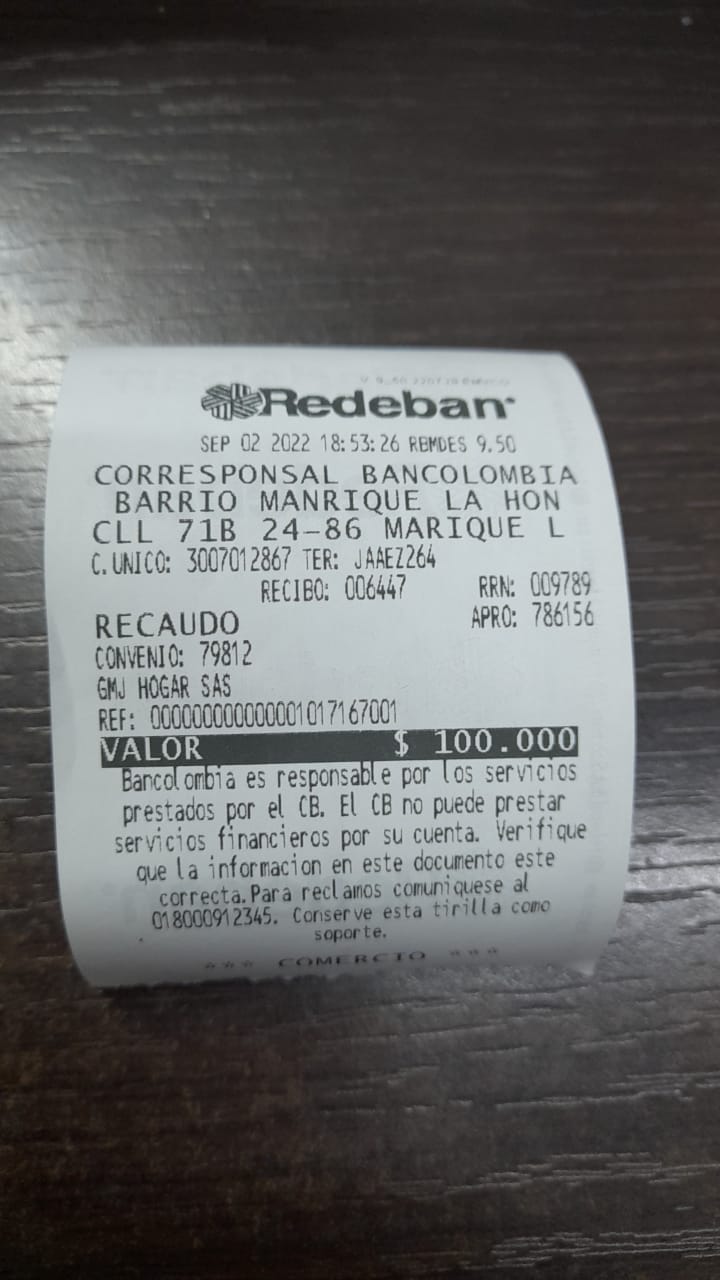 Redeban
SEP 02 2022 18:53:26 RBMDES 9.50
CORRESPONSAL BANCOLOMBIA
BARRIO MANRIQUE LA HON
CLL 71B 24-86 MARIQUE L
C.UNICO: 3007012867 TER: JAAEZ264
RECIBO: 006447 RRN: 009789
RECAUDO APRO: 786156
CONVENIO: 79812
GMJ HOGAR SAS
REF: 000000000000001017167001
VALOR $ 100.000
Bancolombia es responsable por los servicios
prestados por el CB. El CB no puede prestar
servicios financieros por su cuenta. Verifique
que la informacion en este documento este
correcta. Para reclamos comuniquese al
018000912345. Conserve esta tirilla como
soporte.
*** COMERCIO ***